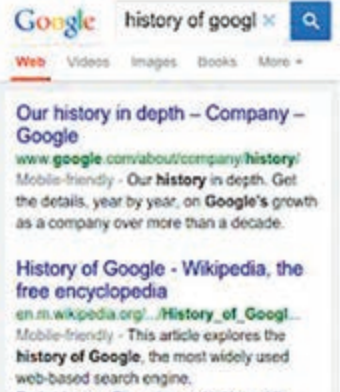 Google history of googl ×
Web Videos Images Books More
Our history in depth – Company –
Google
www.google.com/about/company/history/
Mobile-friendly - Our history in depth. Get
the details, year by year, on Google's growth
as a company over more than a decade.
History of Google - Wikipedia, the
free encyclopedia
en.m.wikipedia.org/.../History_of_Googl...
Mobile-friendly - This article explores the
history of Google, the most widely used
web-based search engine.